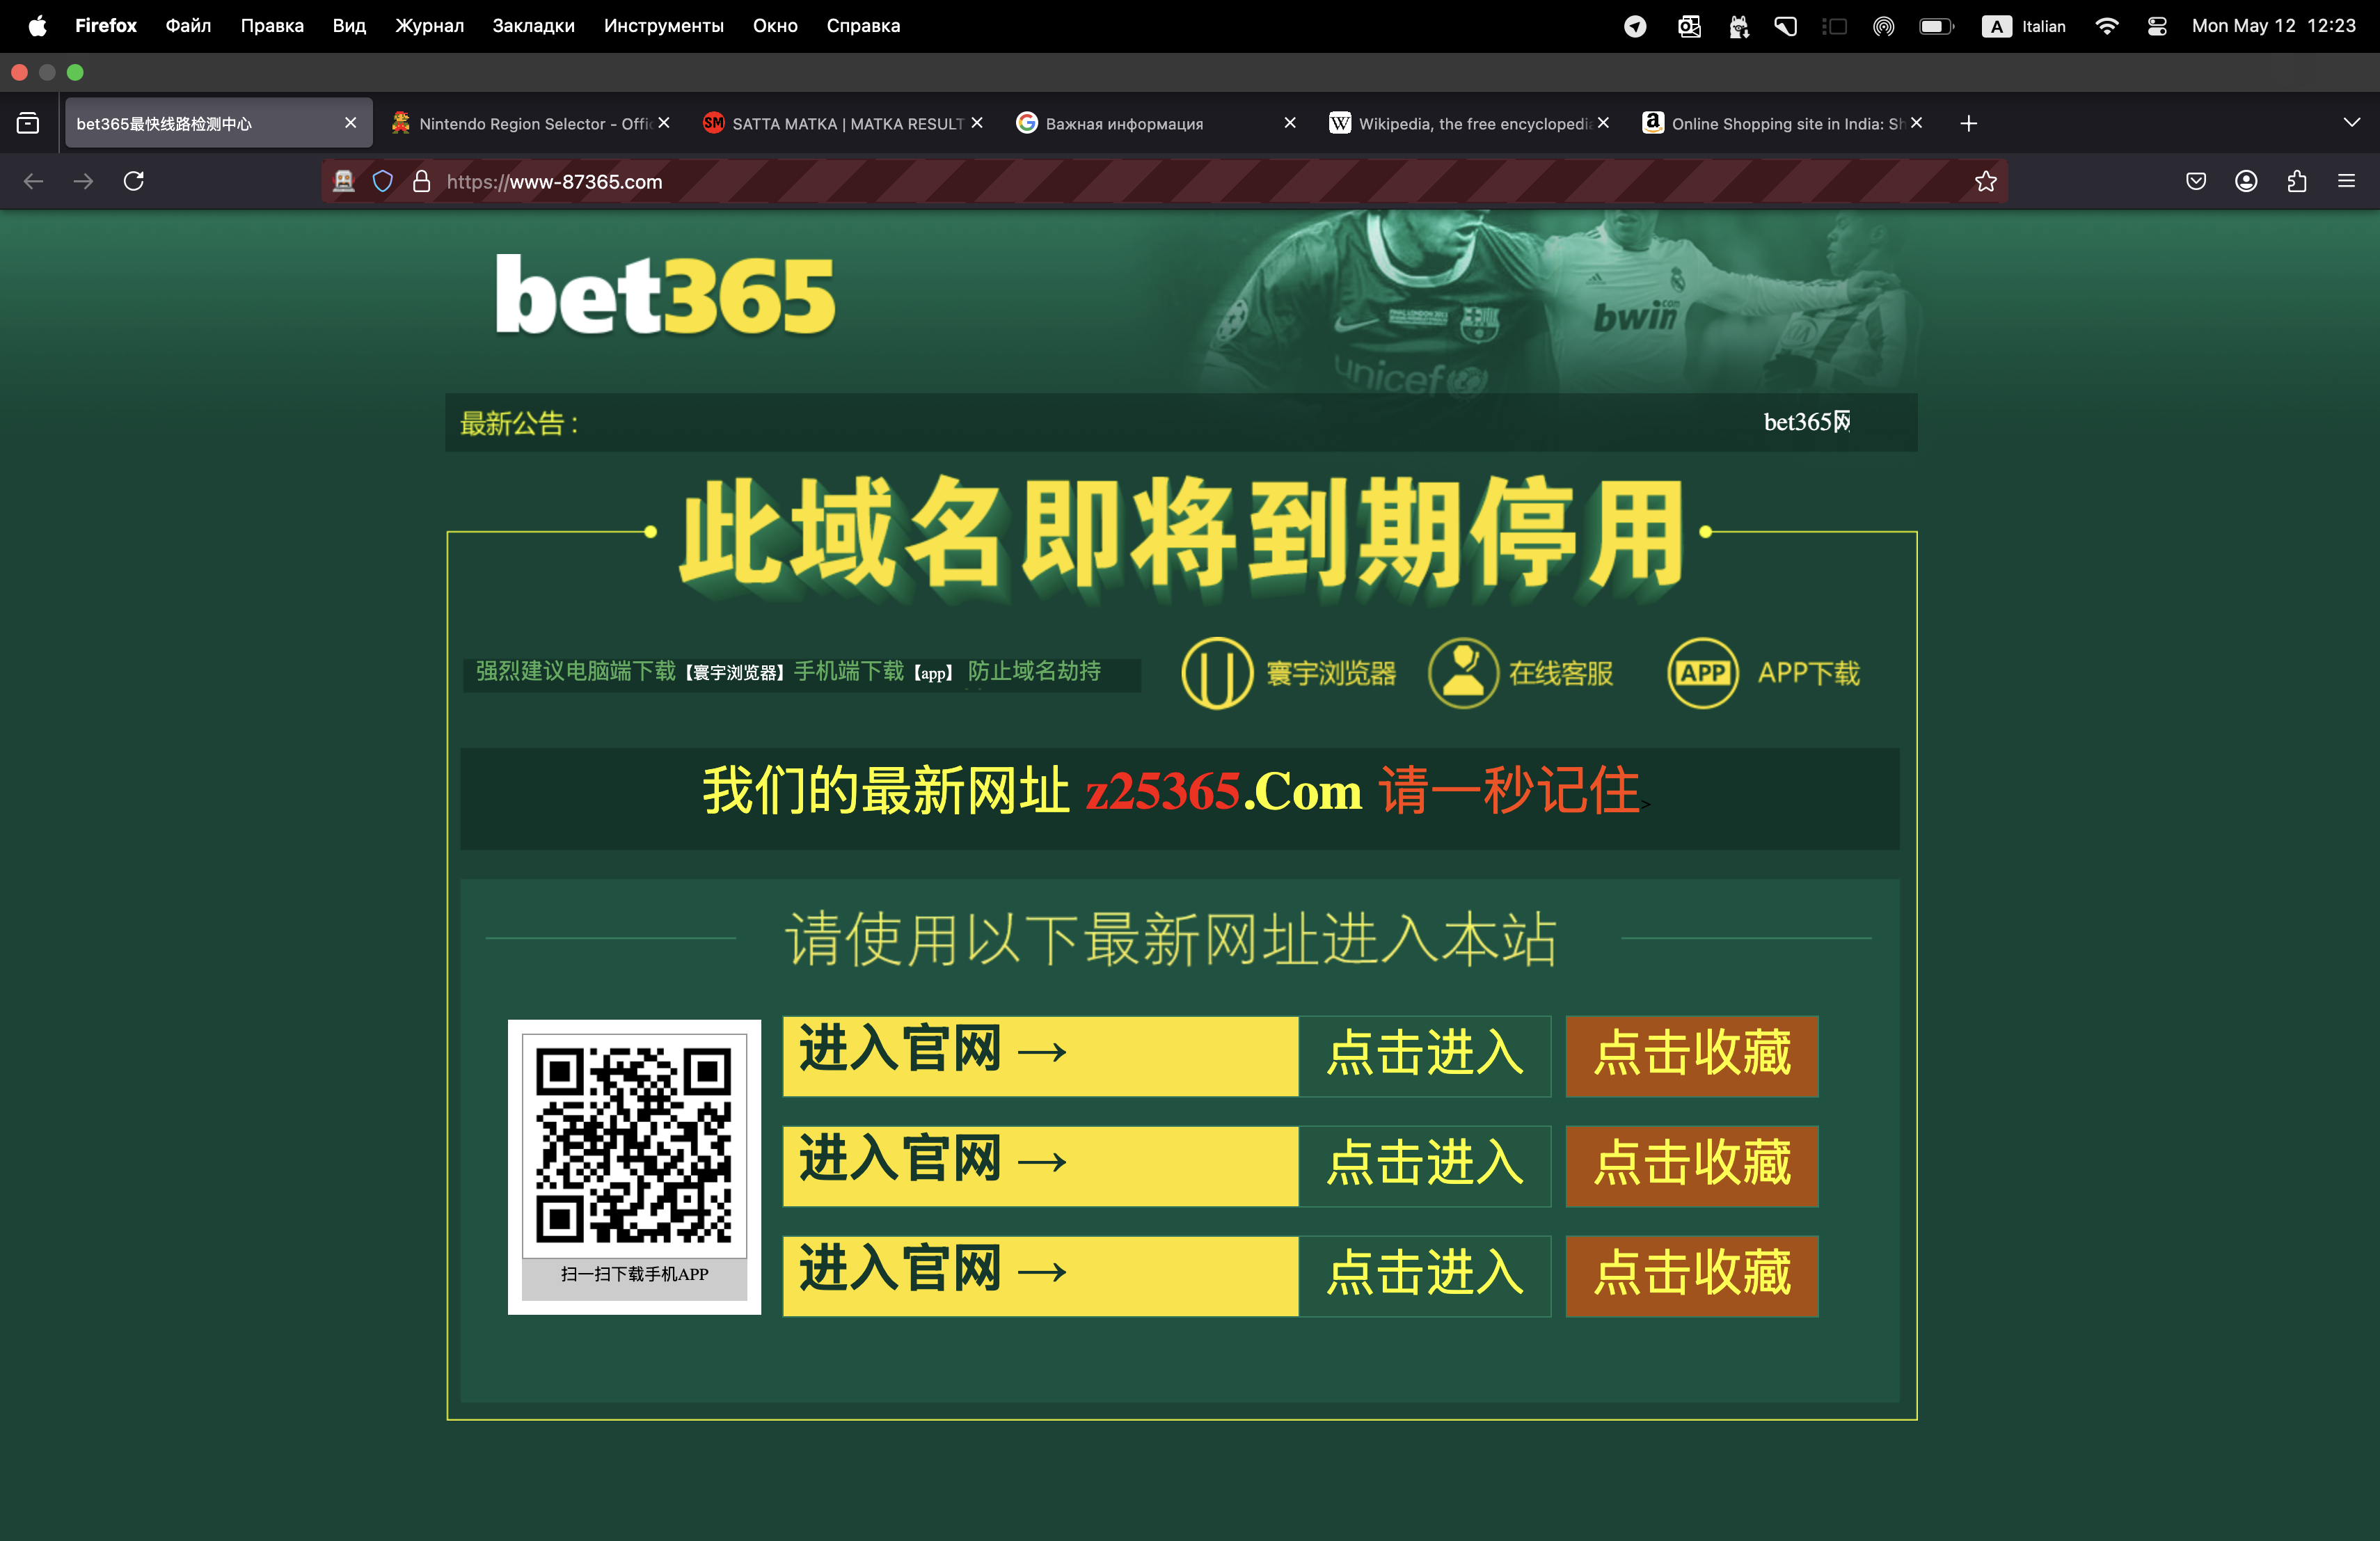 Firefox Файл Правка Вид Журнал Закладки Инструменты Окно Справка A Italian Mon May 12 12:23
bet365最快线路检测中心 Nintendo Region Selector - Offic SM SATTA MATKA | MATKA RESULT Важная информация W Wikipedia, the free encyclopedia a Online Shopping site in India: Sh
https://www-87365.com
bet365
bwin
.com
unicef
最新公告：
bet365网
此域名即将到期停用
强烈建议电脑端下载【寰宇浏览器】手机端下载【app】 防止域名劫持
寰宇浏览器 在线客服 APP APP下载
我们的最新网址 z25365.Com 请一秒记住>
请使用以下最新网址进入本站
进入官网 → 点击进入 点击收藏
进入官网 → 点击进入 点击收藏
进入官网 → 点击进入 点击收藏
扫一扫下载手机APP